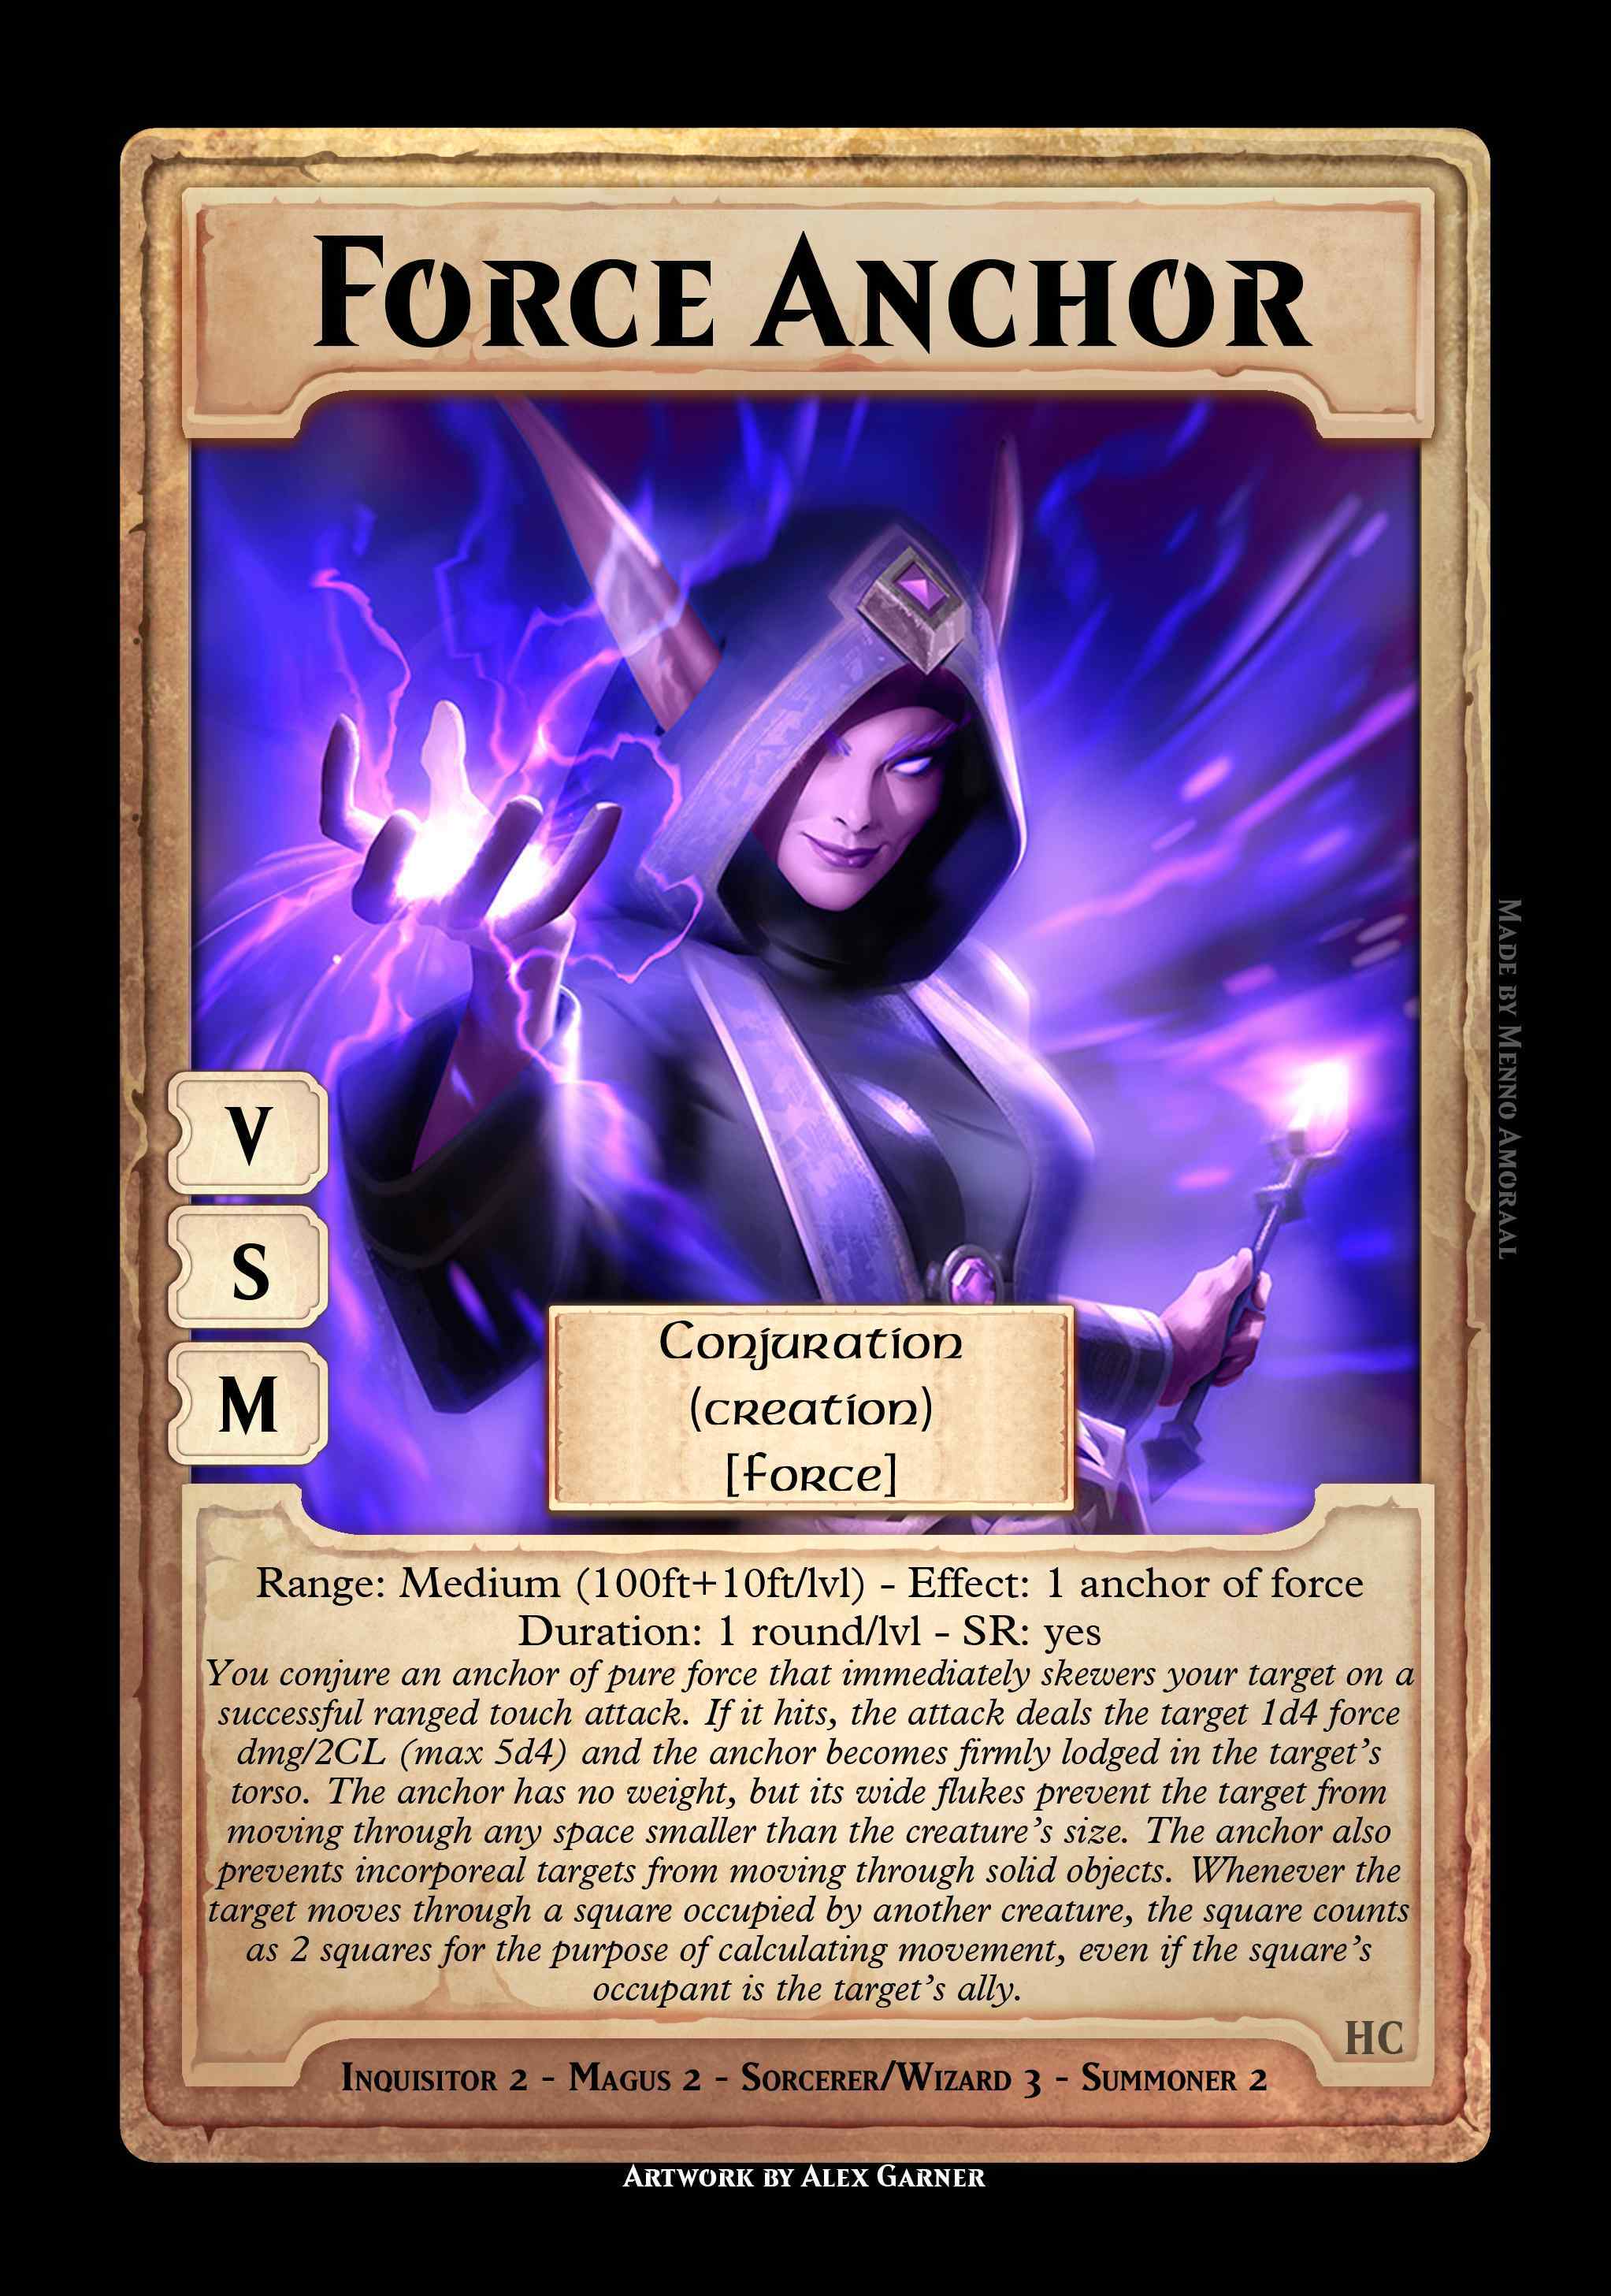 Force Anchor
V
S
M
Conjuration
(creation)
[force]
Range: Medium (100ft+10ft/lvl) - Effect: 1 anchor of force
Duration: 1 round/lvl - SR: yes
You conjure an anchor of pure force that immediately skewers your target on a
successful ranged touch attack. If it hits, the attack deals the target 1d4 force
dmg/2CL (max 5d4) and the anchor becomes firmly lodged in the target's
torso. The anchor has no weight, but its wide flukes prevent the target from
moving through any space smaller than the creature's size. The anchor also
prevents incorporeal targets from moving through solid objects. Whenever the
target moves through a square occupied by another creature, the square counts
as 2 squares for the purpose of calculating movement, even if the square's
occupant is the target's ally.
HC
Inquisitor 2 - Magus 2 - Sorcerer/Wizard 3 - Summoner 2
Artwork by Alex Garner
Made by Menno Amoraal